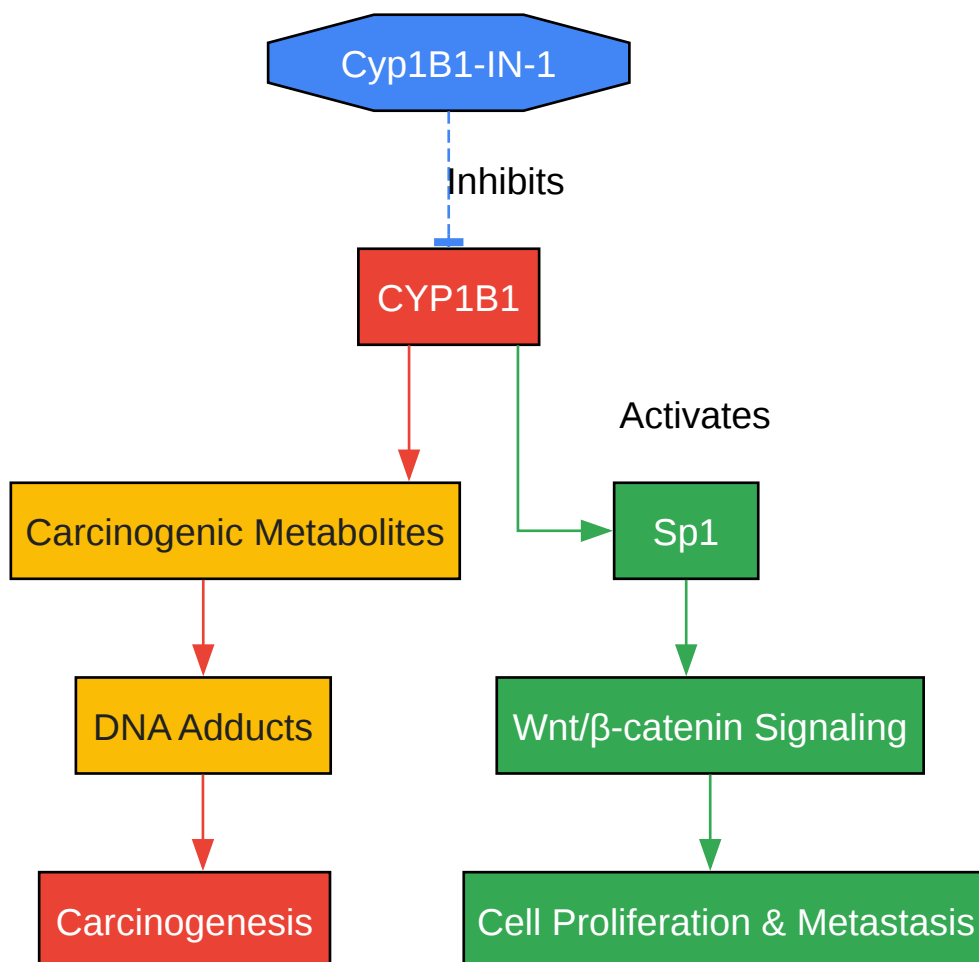 Cyp1B1-IN-1
Inhibits
CYP1B1
Activates
Carcinogenic Metabolites
Sp1
DNA Adducts
Wnt/β-catenin Signaling
Carcinogenesis
Cell Proliferation & Metastasis